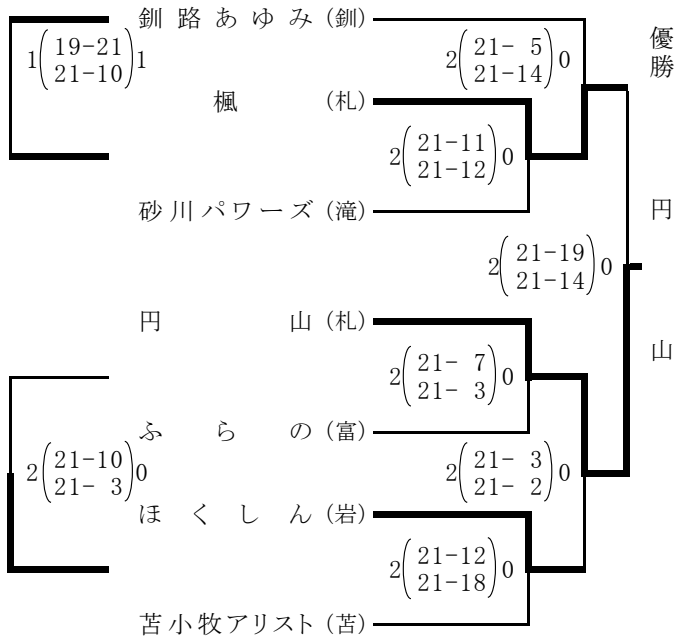 釧路あゆみ(釧)
1(19-21 21-10)1
2(21- 5 21-14)0
優勝
楓 (札)
2(21-11 21-12)0
砂川パワーズ(滝)
円山
2(21-19 21-14)0
円山(札)
2(21- 7 21- 3)0
ふらの(富)
2(21-10 21- 3)0
2(21- 3 21- 2)0
ほくしん(岩)
2(21-12 21-18)0
苫小牧アリスト(苫)